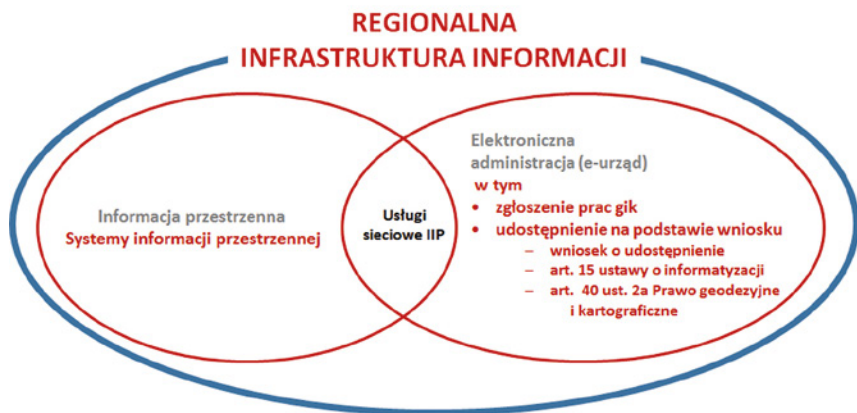 REGIONALNA
INFRASTRUKTURA INFORMACJI
Informacja przestrzenna
Systemy informacji przestrzennej
Usługi
sieciowe IIP
Elektroniczna
administracja (e-urząd)
w tym
• zgłoszenie prac gik
• udostępnienie na podstawie wniosku
– wniosek o udostępnienie
– art. 15 ustawy o informatyzacji
– art. 40 ust. 2a Prawo geodezyjne
i kartograficzne